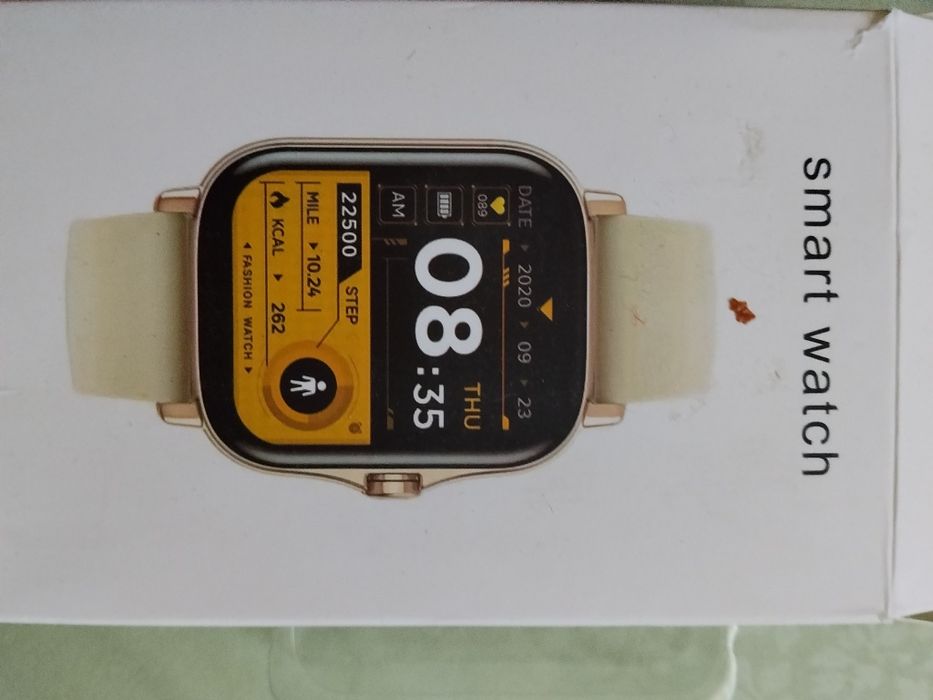 smart watch
DATE 2020 09 23
089
THU
AM 08:35
22500 STEP
MILE 10.24
KCAL 262
FASHION WATCH